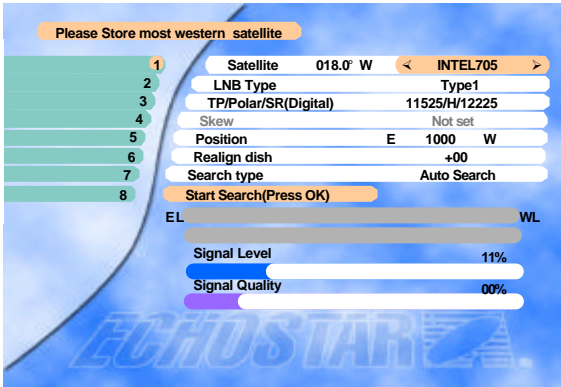 Please Store most western satellite
1 Satellite 018.0° W INTEL705
2 LNB Type Type1
3 TP/Polar/SR(Digital) 11525/H/12225
4 Skew Not set
5 Position E 1000 W
6 Realign dish +00
7 Search type Auto Search
8 Start Search(Press OK)
EL WL
Signal Level 11%
Signal Quality 00%
ECHOSTAR